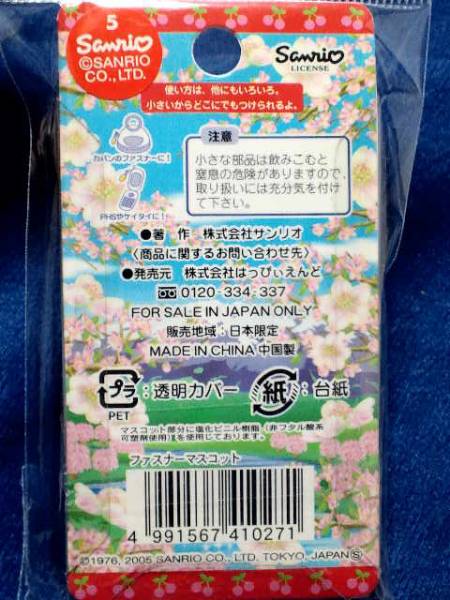 5
Sanrio
©SANRIO
CO., LTD.
Sanrio
LICENSE
使い方は、他にもいろいろ。
小さいからどこにでもつけられるよ。
カバンのファスナーに!
PHSやケイタイに!
注意
小さな部品は飲みこむと
窒息の危険がありますので、
取り扱いには充分気を付け
て下さい。
●著 作 株式会社サンリオ
〈商品に関するお問い合わせ先〉
●発売元 株式会社はっぴぃえんど
0120-334-337
FOR SALE IN JAPAN ONLY
販売地域:日本限定
MADE IN CHINA 中国製
プラ
PET
:透明カバー
紙
:台紙
マスコット部分に塩化ビニル樹脂(非フタル酸系
可塑剤使用)を使用しております。
ファスナーマスコット
4 991567 410271
©1976, 2005 SANRIO CO., LTD. TOKYO, JAPAN Ⓢ